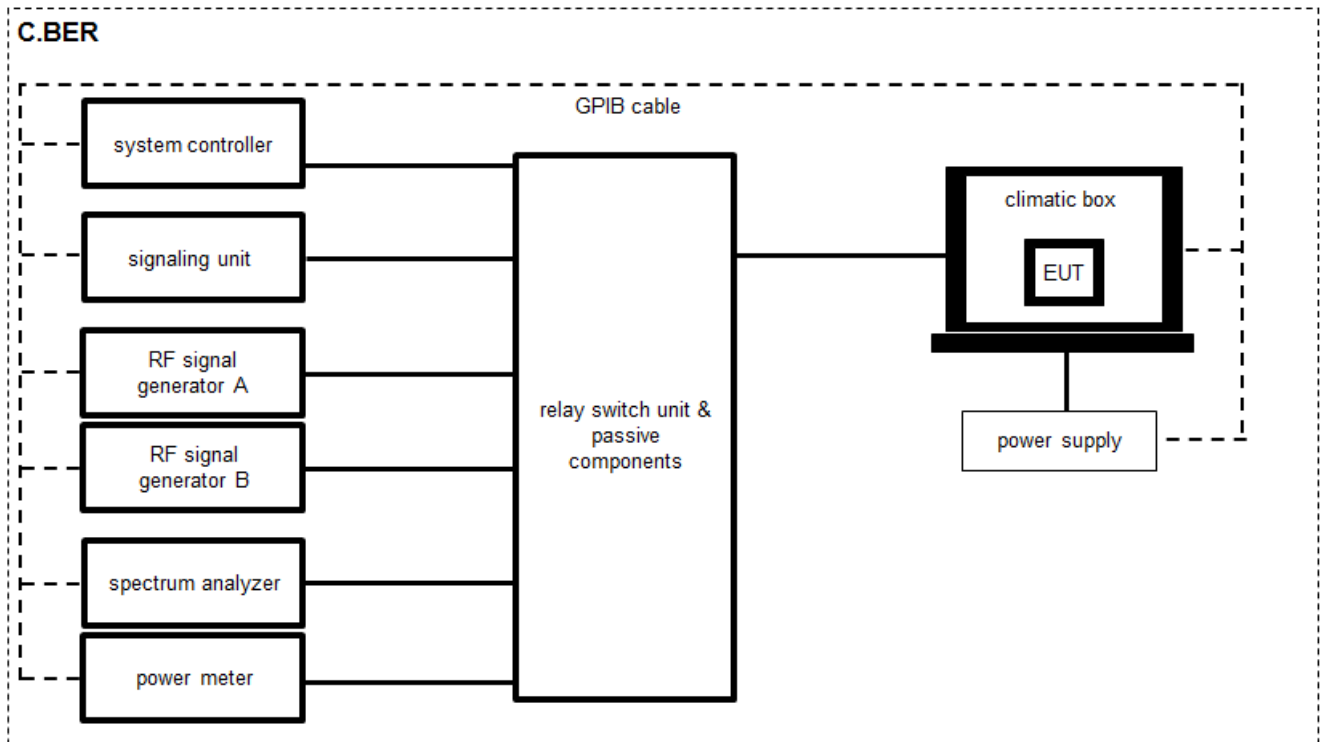 C.BER
GPIB cable
system controller
signaling unit
RF signal
generator A
RF signal
generator B
spectrum analyzer
power meter
relay switch unit &
passive
components
climatic box
EUT
power supply